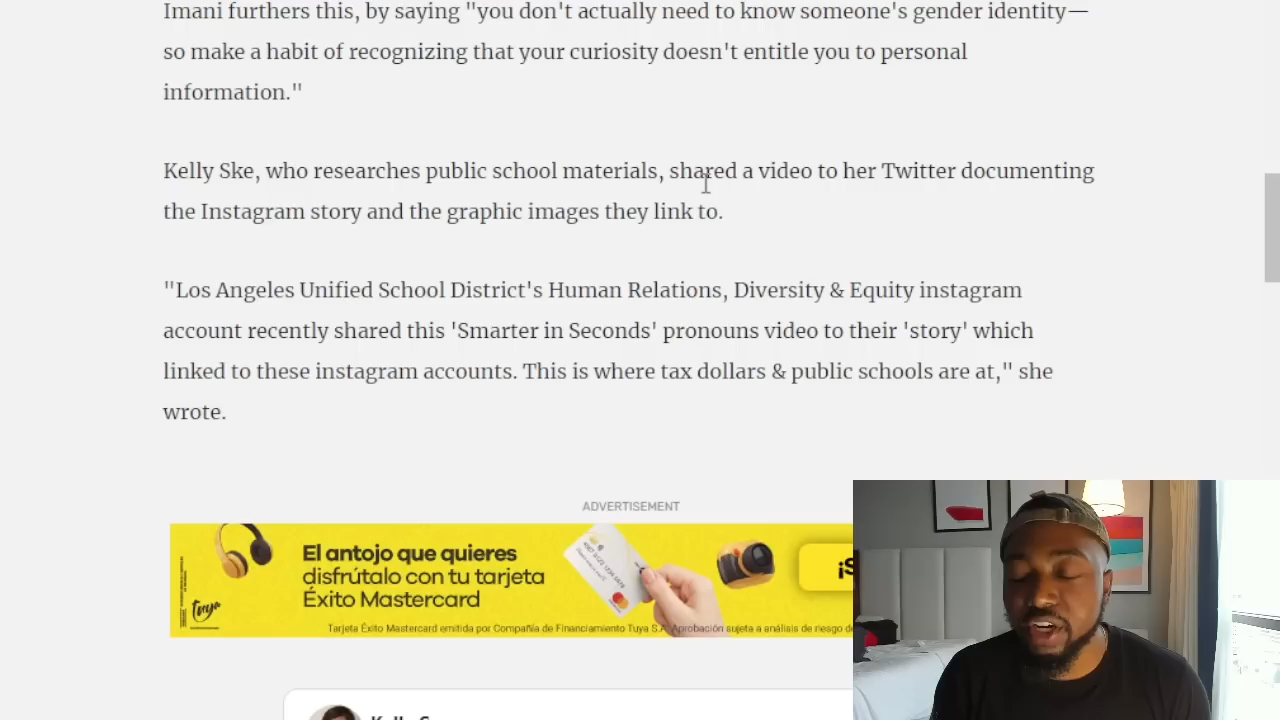 Imani furthers this, by saying "you don't actually need to know someone's gender identity—
so make a habit of recognizing that your curiosity doesn't entitle you to personal
information."
Kelly Ske, who researches public school materials, shared a video to her Twitter documenting
the Instagram story and the graphic images they link to.
"Los Angeles Unified School District's Human Relations, Diversity & Equity instagram
account recently shared this 'Smarter in Seconds' pronouns video to their 'story' which
linked to these instagram accounts. This is where tax dollars & public schools are at," she
wrote.
ADVERTISEMENT
El antojo que quieres
disfrútalo con tu tarjeta
Éxito Mastercard
tuya
Tarjeta Éxito Mastercard emitida por Compañía de Financiamiento Tuya S.A. Aprobación sujeta a análisis de riesgo de